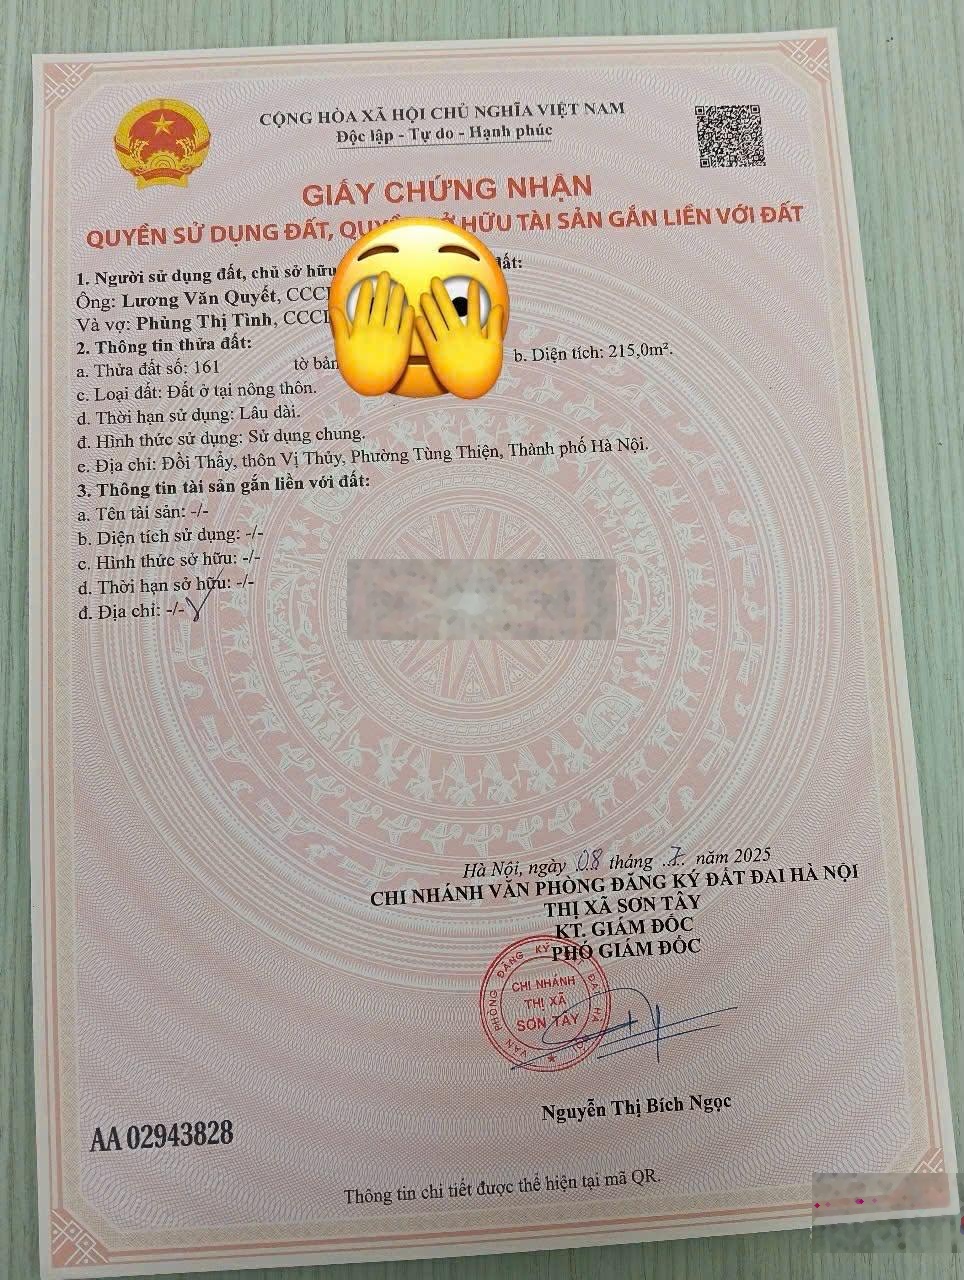 CỘNG HÒA XÃ HỘI CHỦ NGHĨA VIỆT NAM
Độc lập - Tự do - Hạnh phúc
GIẤY CHỨNG NHẬN
QUYỀN SỬ DỤNG ĐẤT, HỮU TÀI SẢN GẮN LIỀN VỚI ĐẤT
1. Người sử dụng đất, chủ sở hữu đất:
Ông: Lương Văn Quyết,
Và vợ: Phùng Thị Tình,
2. Thông tin thửa đất:
a. Thửa đất số: 161 tờ b. Diện tích: 215,0m².
c. Loại đất: Đất ở tại nông thôn.
d. Thời hạn sử dụng: Lâu dài.
đ. Hình thức sử dụng: Sử dụng chung.
e. Địa chỉ: Đồi Thẩy, thôn Vị Thủy, Phường Tùng Thiện, Thành phố Hà Nội.
3. Thông tin tài sản gắn liền với đất:
a. Tên tài sản: -/-
b. Diện tích sử dụng: -/-
c. Hình thức sở hữu: -/-
d. Thời hạn sở hữu: -/-
đ. Địa chỉ: -/-
Hà Nội, ngày 08 tháng 7 năm 2025
CHI NHÁNH VĂN PHÒNG ĐĂNG KÝ ĐẤT ĐAI HÀ NỘI
THỊ XÃ SƠN TÂY
KT. GIÁM ĐỐC
PHÓ GIÁM ĐỐC
VĂN PHÒNG ĐĂNG KÝ ĐẤT ĐAI HÀ NỘI
CHI NHÁNH
THỊ XÃ
SƠN TÂY
Nguyễn Thị Bích Ngọc
AA 02943828
Thông tin chi tiết được thể hiện tại mã QR.